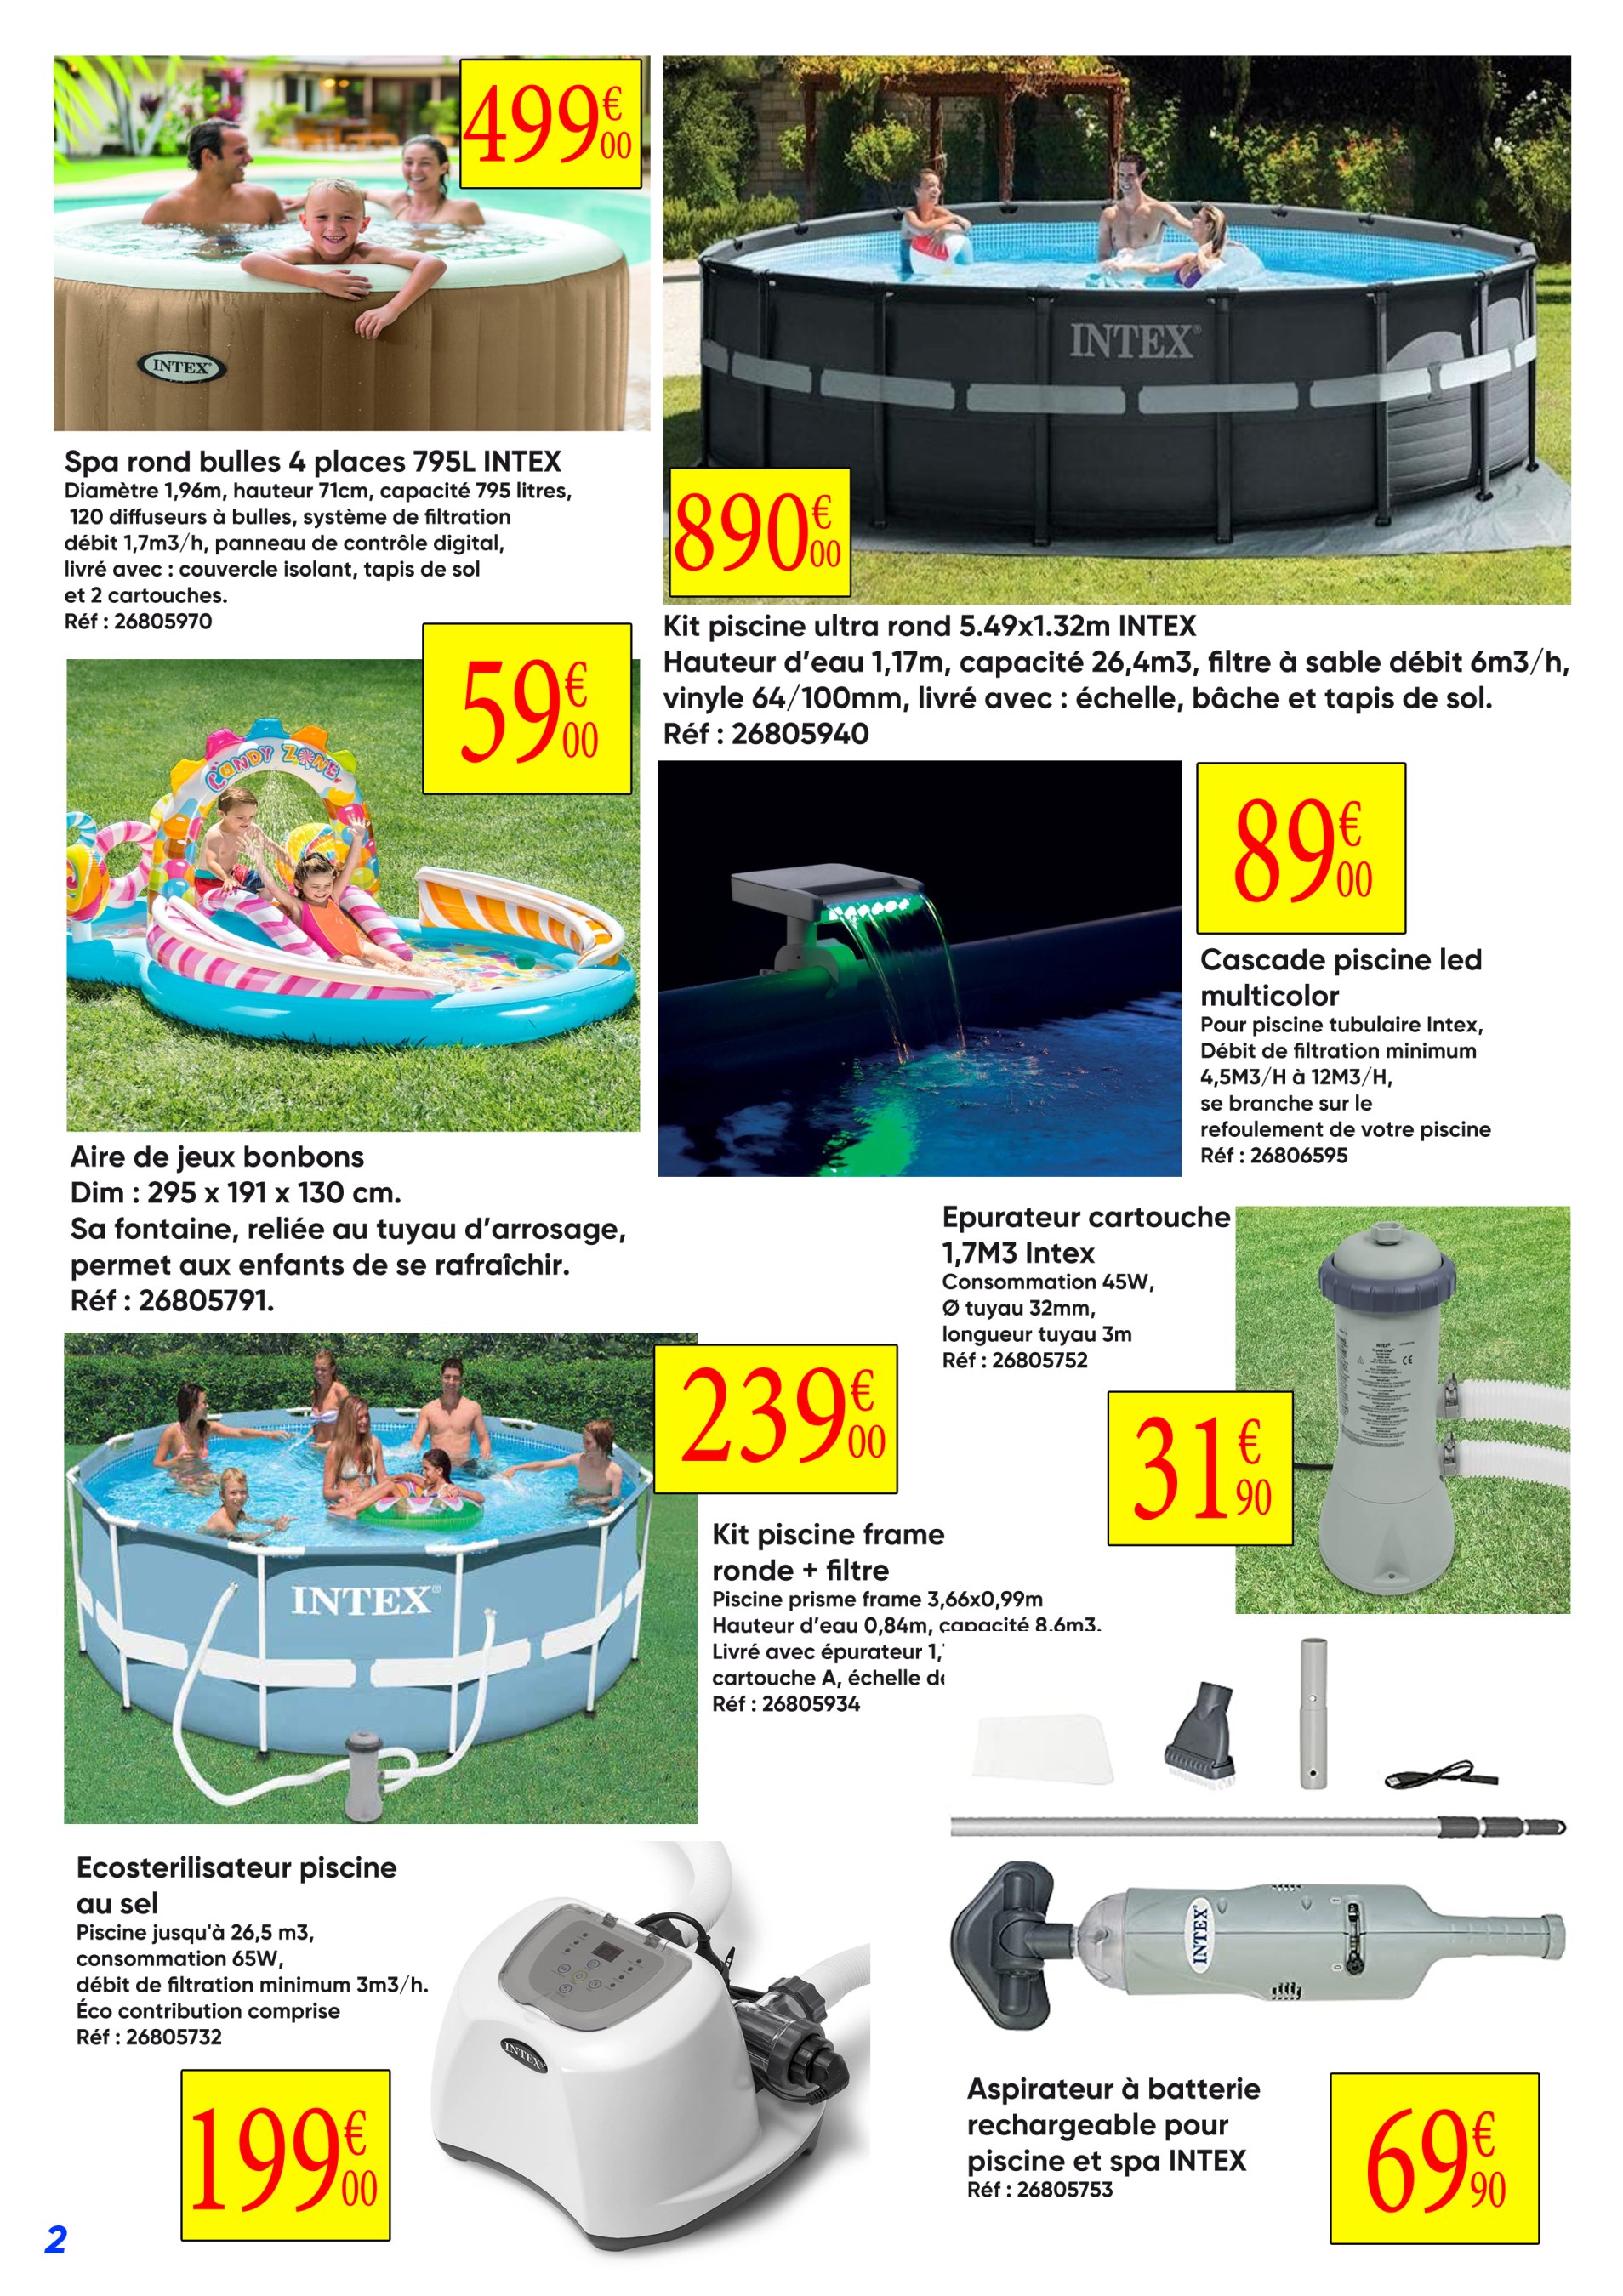 499€00
INTEX®
Spa rond bulles 4 places 795L INTEX
Diamètre 1,96m, hauteur 71cm, capacité 795 litres,
120 diffuseurs à bulles, système de filtration
débit 1,7m3/h, panneau de contrôle digital,
livré avec : couvercle isolant, tapis de sol
et 2 cartouches.
Réf : 26805970
INTEX®
890€00
Kit piscine ultra rond 5.49x1.32m INTEX
Hauteur d’eau 1,17m, capacité 26,4m3, filtre à sable débit 6m3/h,
vinyle 64/100mm, livré avec : échelle, bâche et tapis de sol.
Réf : 26805940
59€00
CANDY ZONE
Aire de jeux bonbons
Dim : 295 x 191 x 130 cm.
Sa fontaine, reliée au tuyau d’arrosage,
permet aux enfants de se rafraîchir.
Réf : 26805791.
89€00
Cascade piscine led
multicolor
Pour piscine tubulaire Intex,
Débit de filtration minimum
4,5M3/H à 12M3/H,
se branche sur le
refoulement de votre piscine
Réf : 26806595
Epurateur cartouche
1,7M3 Intex
Consommation 45W,
Ø tuyau 32mm,
longueur tuyau 3m
Réf : 26805752
INTEX
CE
31€90
INTEX®
239€00
Kit piscine frame
ronde + filtre
Piscine prisme frame 3,66x0,99m
Hauteur d’eau 0,84m, capacité 8.6m3.
Livré avec épurateur 1,
cartouche A, échelle
Réf : 26805934
Ecosterilisateur piscine
au sel
Piscine jusqu'à 26,5 m3,
consommation 65W,
débit de filtration minimum 3m3/h.
Éco contribution comprise
Réf : 26805732
INTEX
199€00
INTEX
Aspirateur à batterie
rechargeable pour
piscine et spa INTEX
Réf : 26805753
69€90
2